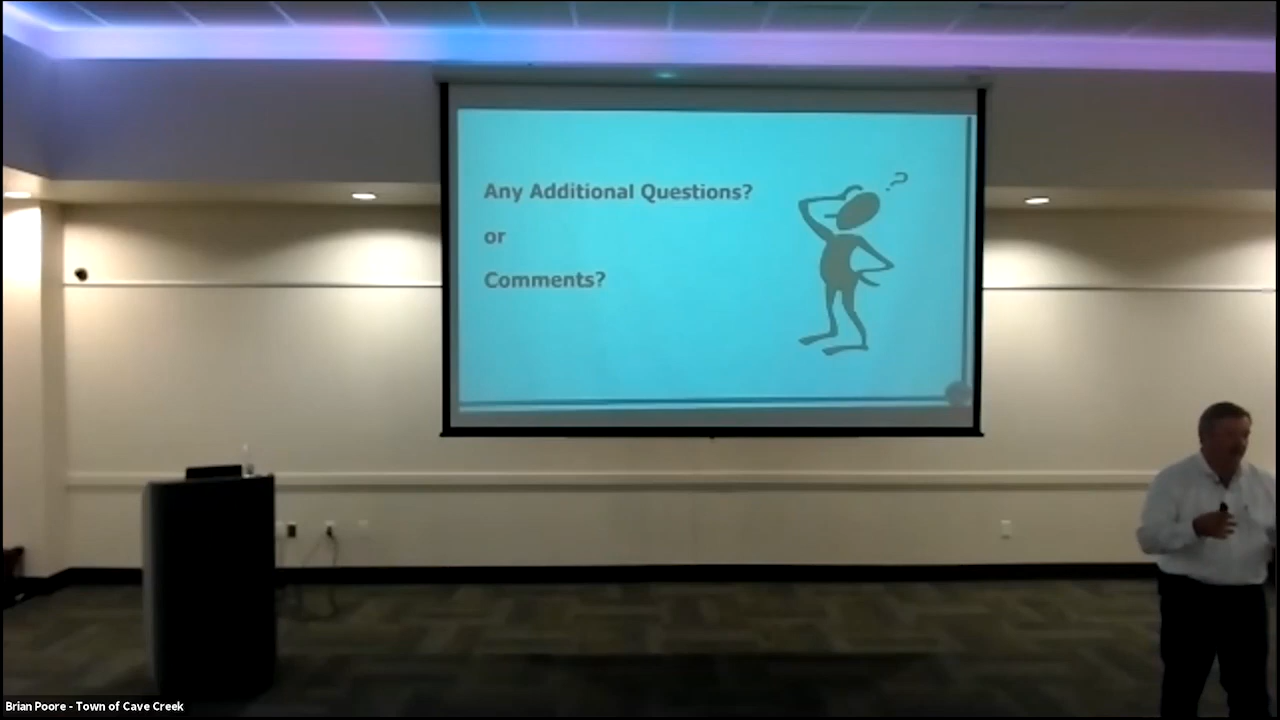 Any Additional Questions?
or
Comments?
?
Brian Poore - Town of Cave Creek